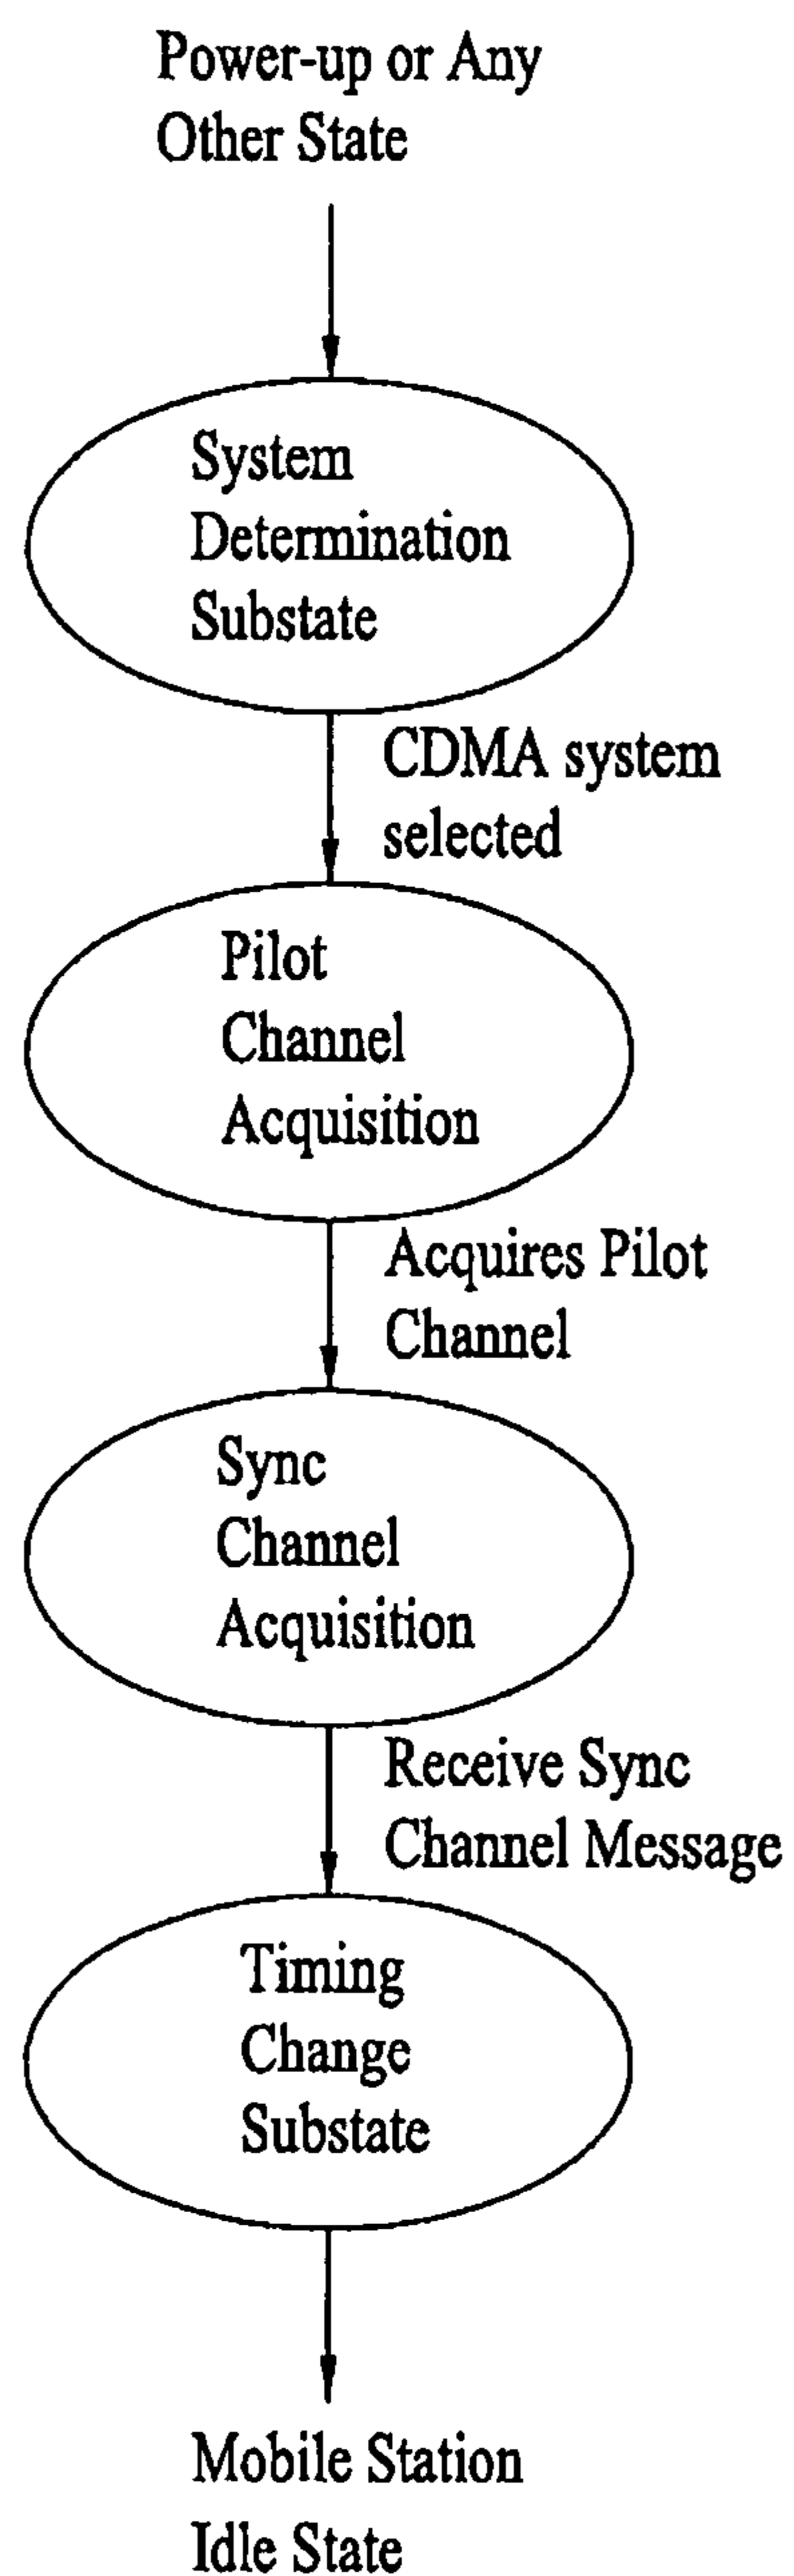 Power-up or Any
Other State
System
Determination
Substate
CDMA system
selected
Pilot
Channel
Acquisition
Acquires Pilot
Channel
Sync
Channel
Acquisition
Receive Sync
Channel Message
Timing
Change
Substate
Mobile Station
Idle State